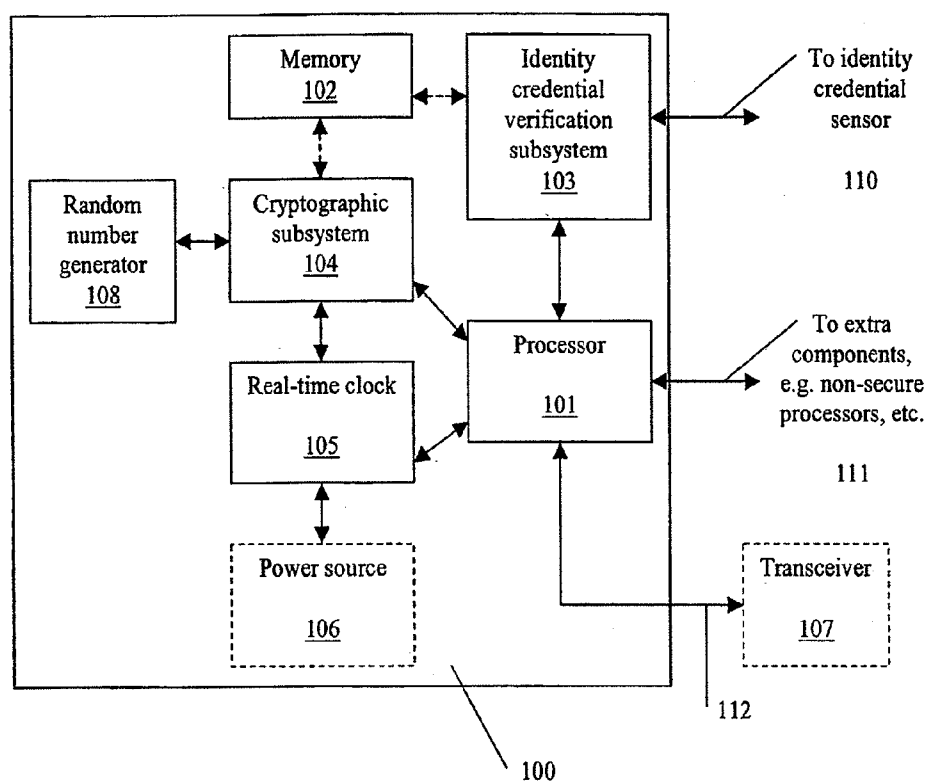 Memory
102
Identity
credential
verification
subsystem
103
To identity
credential
sensor
110
Random
number
generator
108
Cryptographic
subsystem
104
Processor
101
To extra
components,
e.g. non-secure
processors, etc.
111
Real-time clock
105
Power source
106
Transceiver
107
112
100